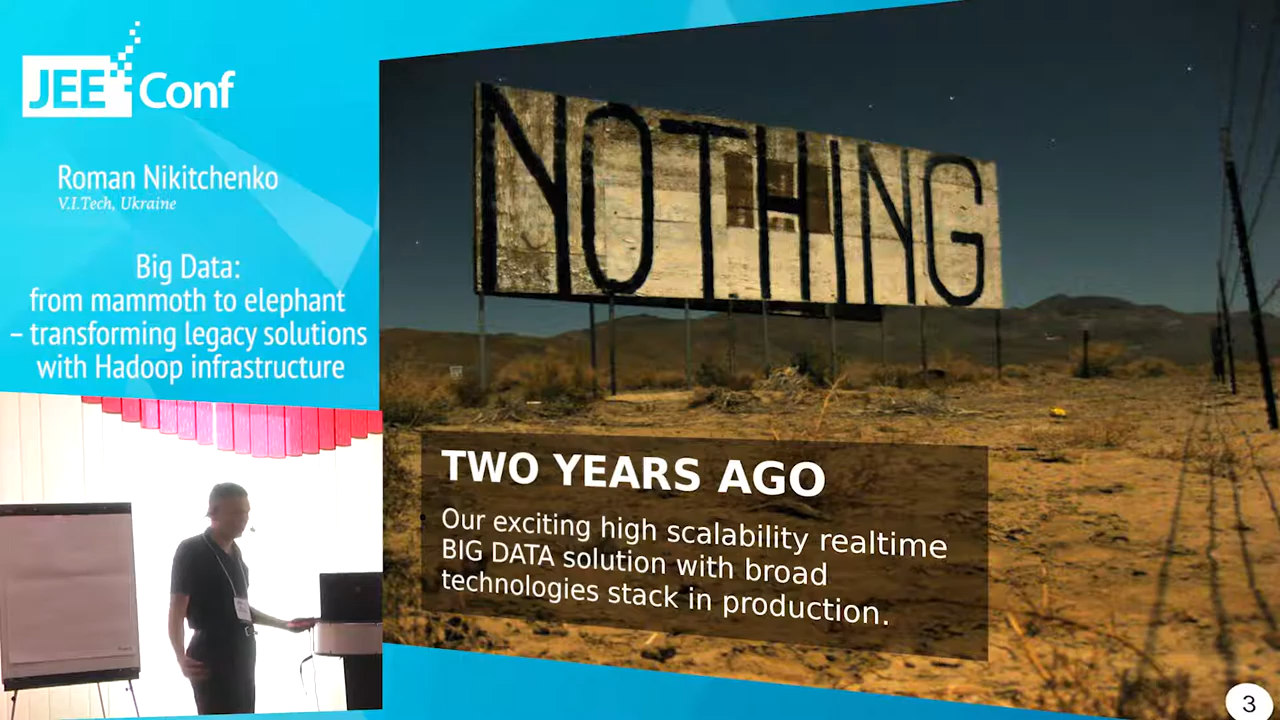 JEE Conf
Roman Nikitchenko
V.I.Tech, Ukraine
Big Data:
from mammoth to elephant
– transforming legacy solutions
with Hadoop infrastructure
NOTHING
TWO YEARS AGO
Our exciting high scalability realtime
BIG DATA solution with broad
technologies stack in production.
3